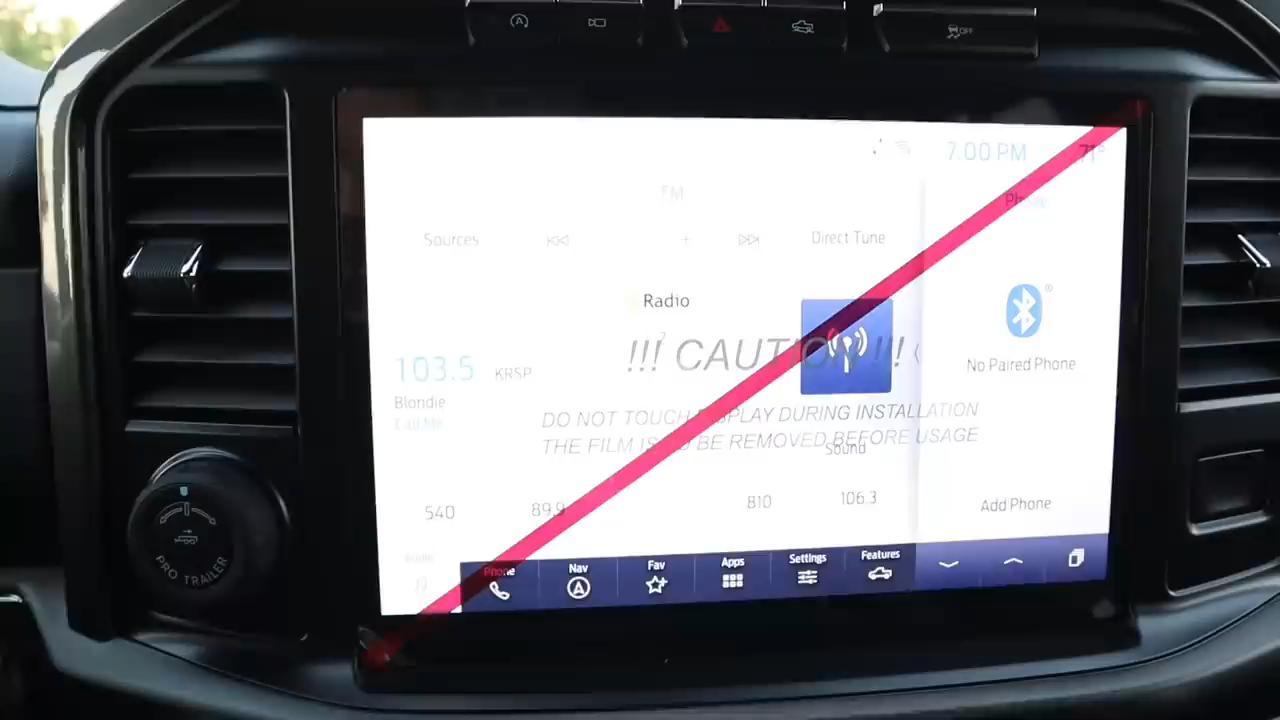 OFF
7:00 PM 71°
FM
Phone
Sources
Direct Tune
Radio
!!! CAUTION !!!
103.5 KRSP
No Paired Phone
Blondie
Call Me
DO NOT TOUCH DISPLAY DURING INSTALLATION
THE FILM IS TO BE REMOVED BEFORE USAGE
Sound
540 89.9 810 106.3
Add Phone
Audio Phone Nav Fav Apps Settings Features
PRO TRAILER